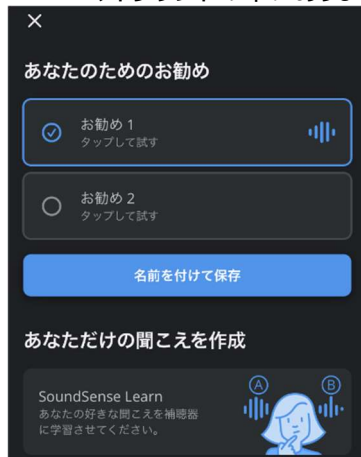 あなたのためのお勧め
お勧め 1
タップして試す
お勧め 2
タップして試す
名前を付けて保存
あなただけの聞こえを作成
SoundSense Learn
あなたの好きな聞こえを補聴器
に学習させてください。
A
B